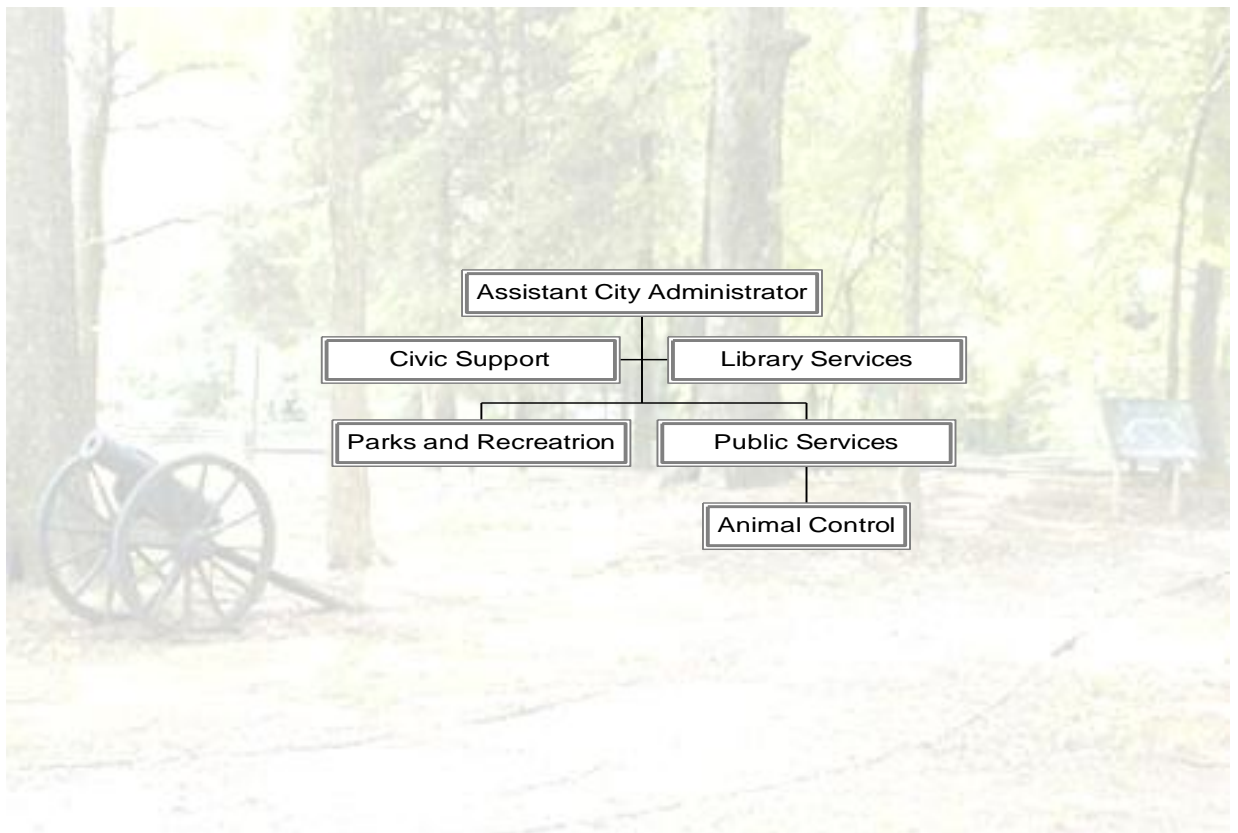 Assistant City Administrator
Civic Support
Library Services
Parks and Recreatrion
Public Services
Animal Control